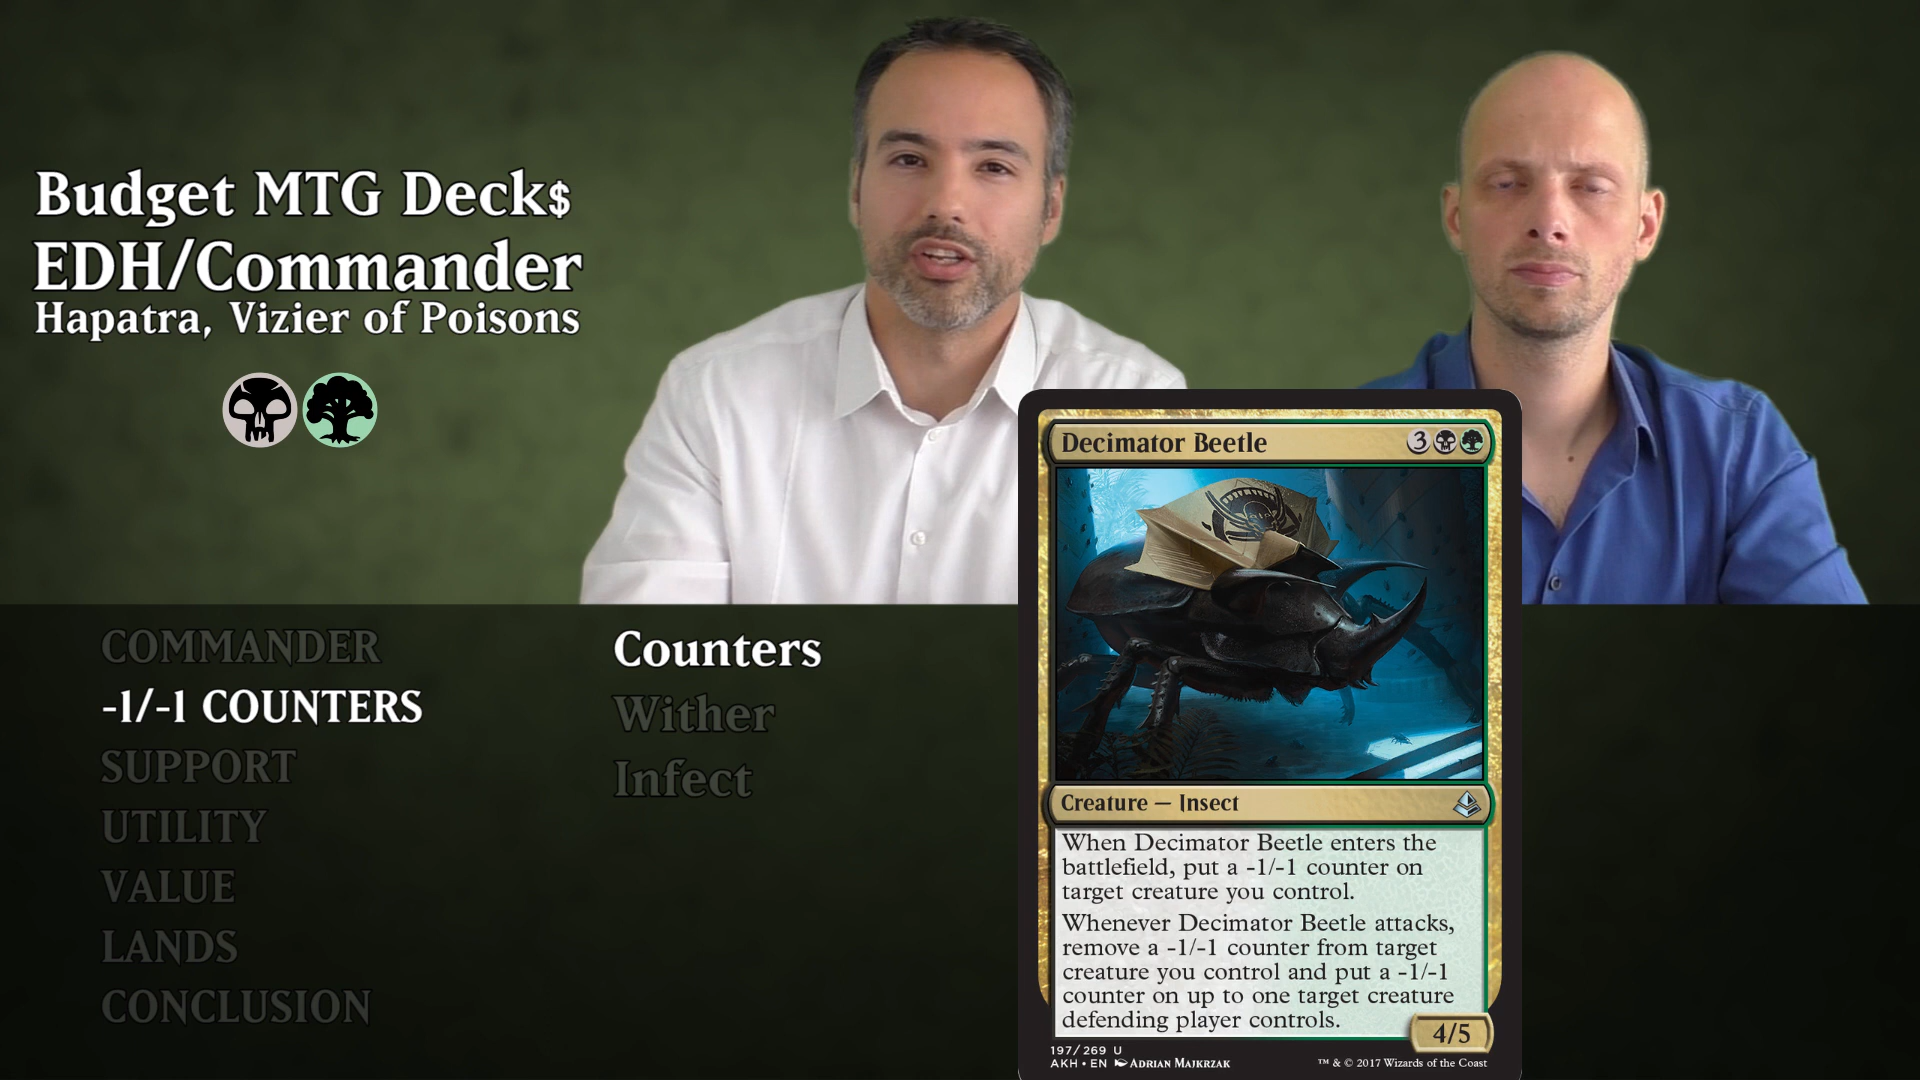 Budget MTG Deck$
EDH/Commander
Hapatra, Vizier of Poisons
COMMANDER
-1/-1 COUNTERS
SUPPORT
UTILITY
VALUE
LANDS
CONCLUSION
Counters
Wither
Infect
Decimator Beetle 3
Creature — Insect
When Decimator Beetle enters the
battlefield, put a -1/-1 counter on
target creature you control.
Whenever Decimator Beetle attacks,
remove a -1/-1 counter from target
creature you control and put a -1/-1
counter on up to one target creature
defending player controls.
4/5
197/269 U
AKH • EN Adrian Majkrzak
™ & © 2017 Wizards of the Coast